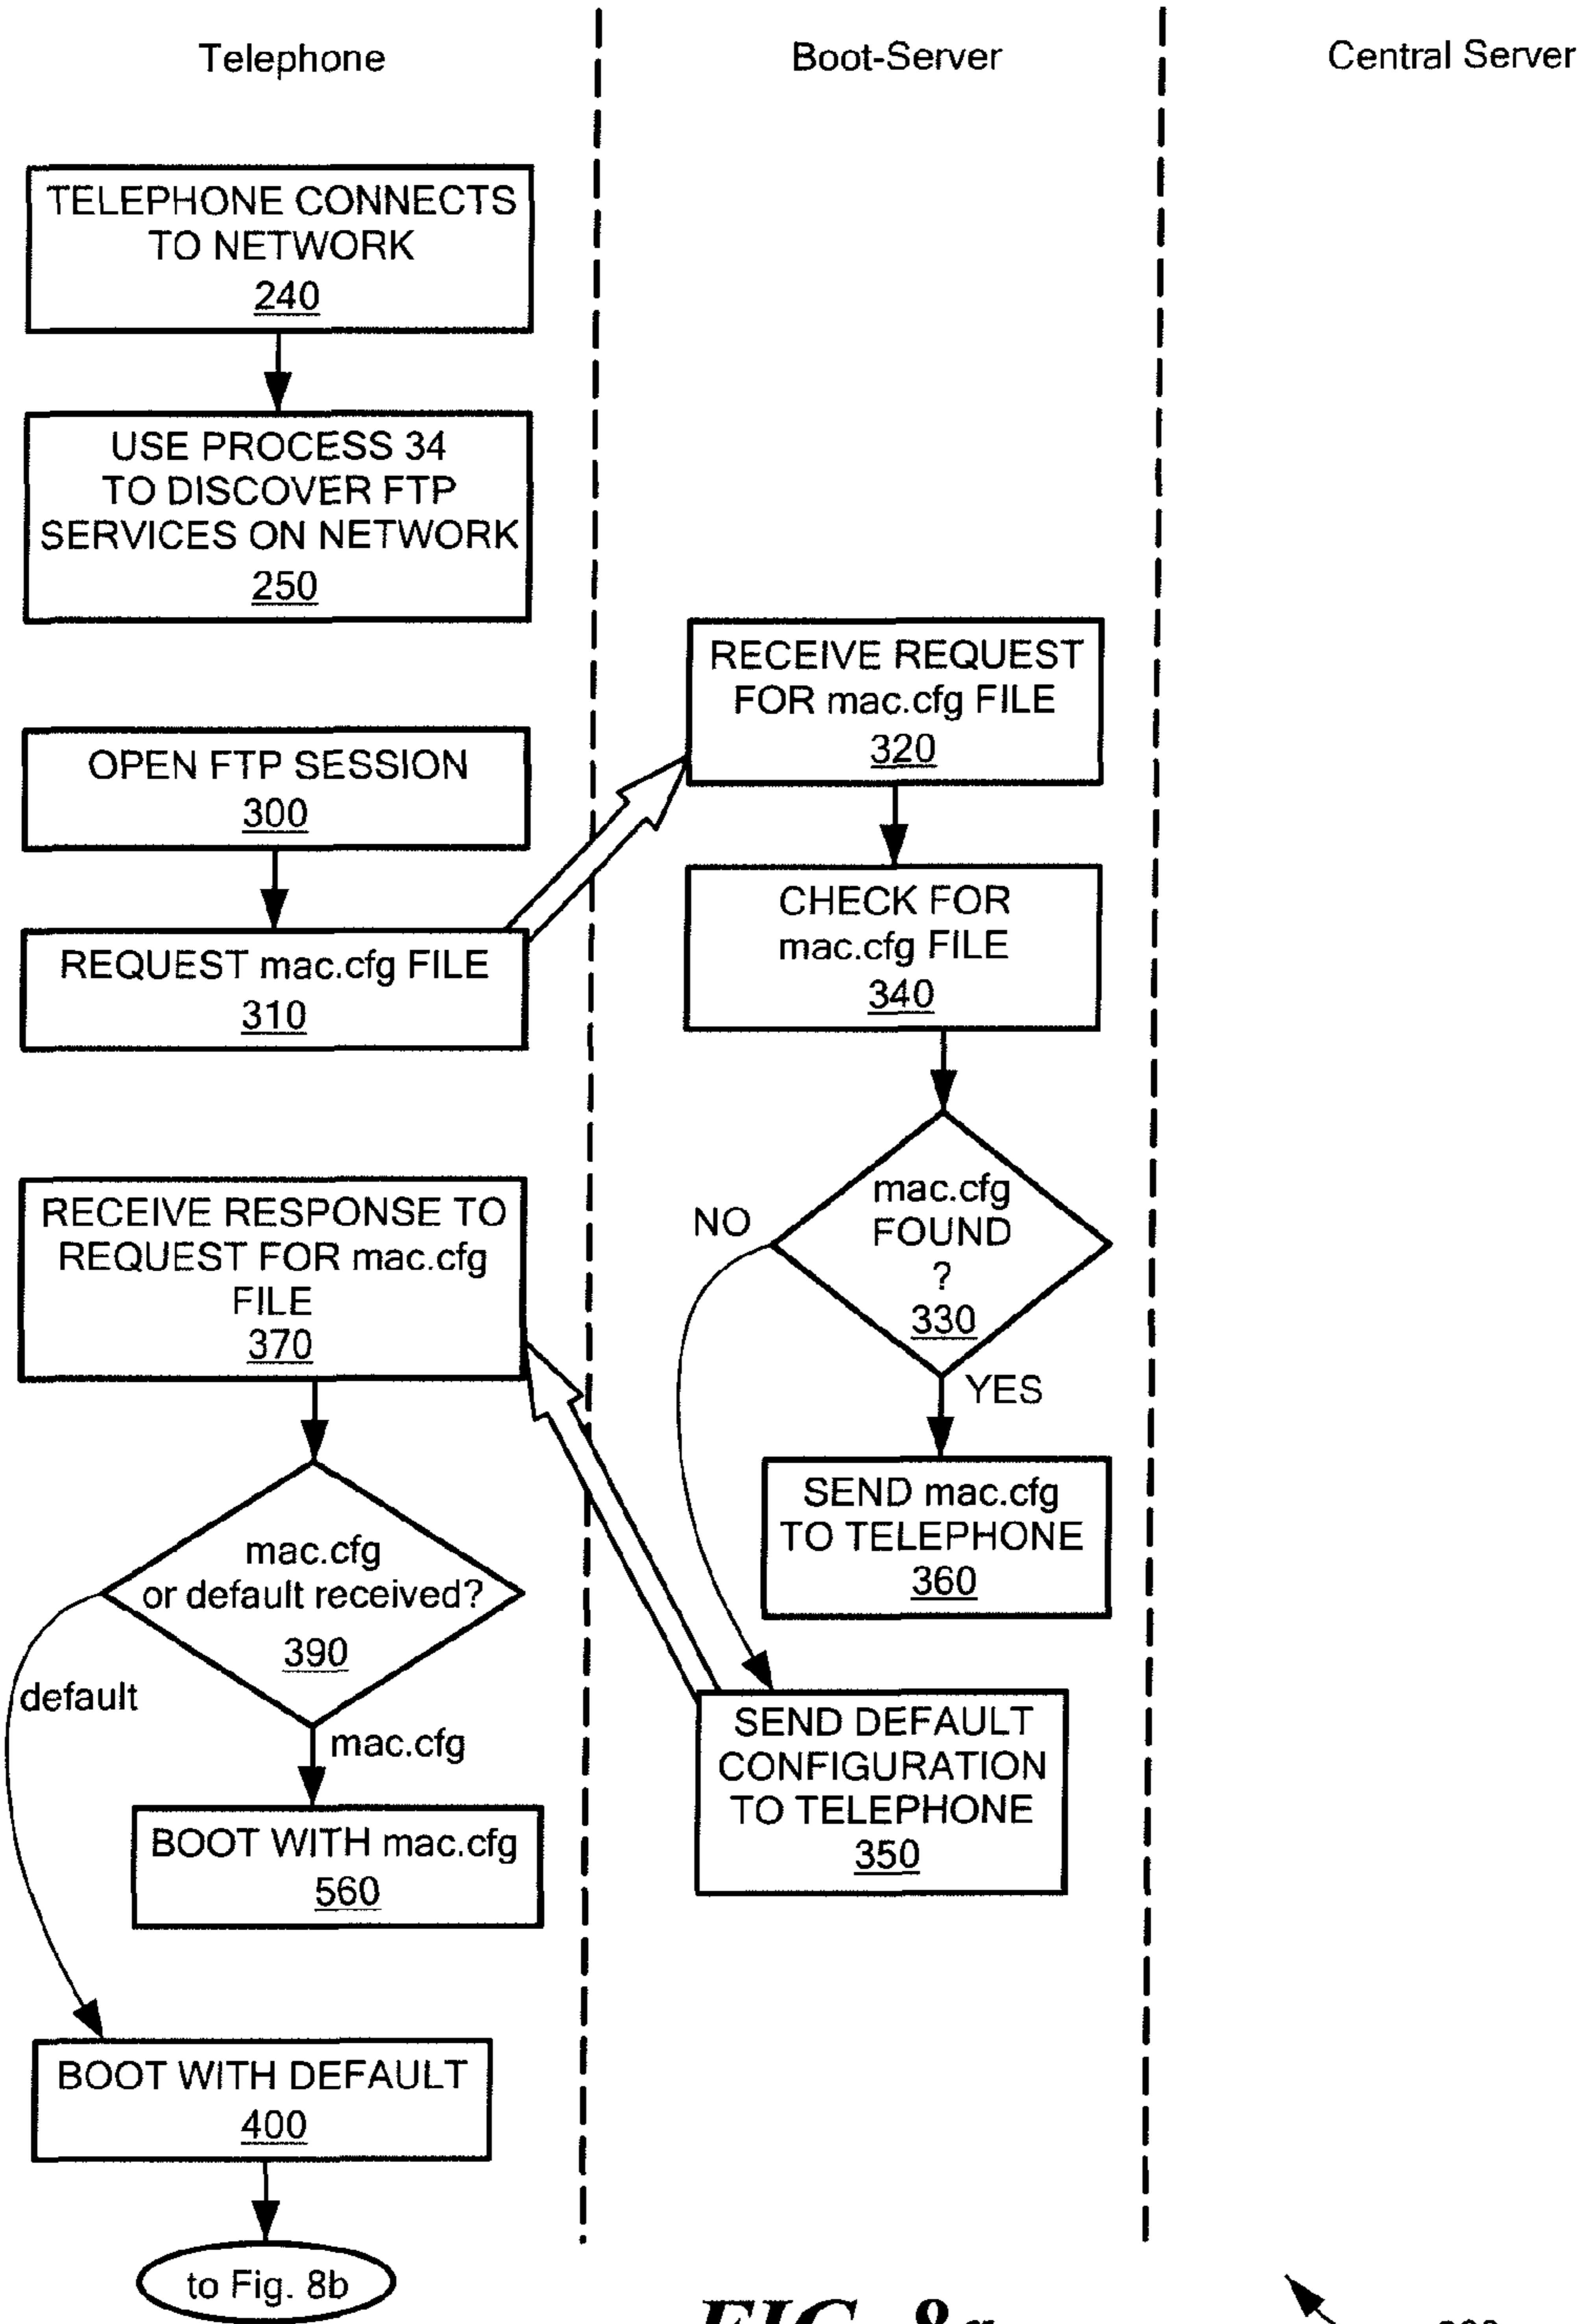 Telephone
Boot-Server
Central Server
TELEPHONE CONNECTS
TO NETWORK
240
USE PROCESS 34
TO DISCOVER FTP
SERVICES ON NETWORK
250
OPEN FTP SESSION
300
REQUEST mac.cfg FILE
310
RECEIVE REQUEST
FOR mac.cfg FILE
320
CHECK FOR
mac.cfg FILE
340
mac.cfg
FOUND
?
330
NO
YES
SEND mac.cfg
TO TELEPHONE
360
SEND DEFAULT
CONFIGURATION
TO TELEPHONE
350
RECEIVE RESPONSE TO
REQUEST FOR mac.cfg
FILE
370
mac.cfg
or default received?
390
default
mac.cfg
BOOT WITH mac.cfg
560
BOOT WITH DEFAULT
400
to Fig. 8b